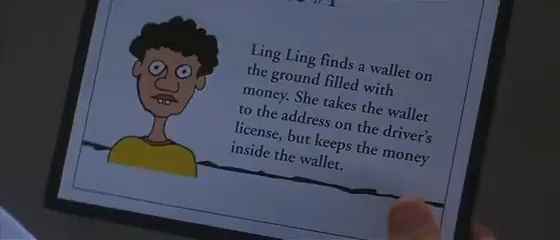 #1
Ling Ling finds a wallet on
the ground filled with
money. She takes the wallet
to the address on the driver's
license, but keeps the money
inside the wallet.